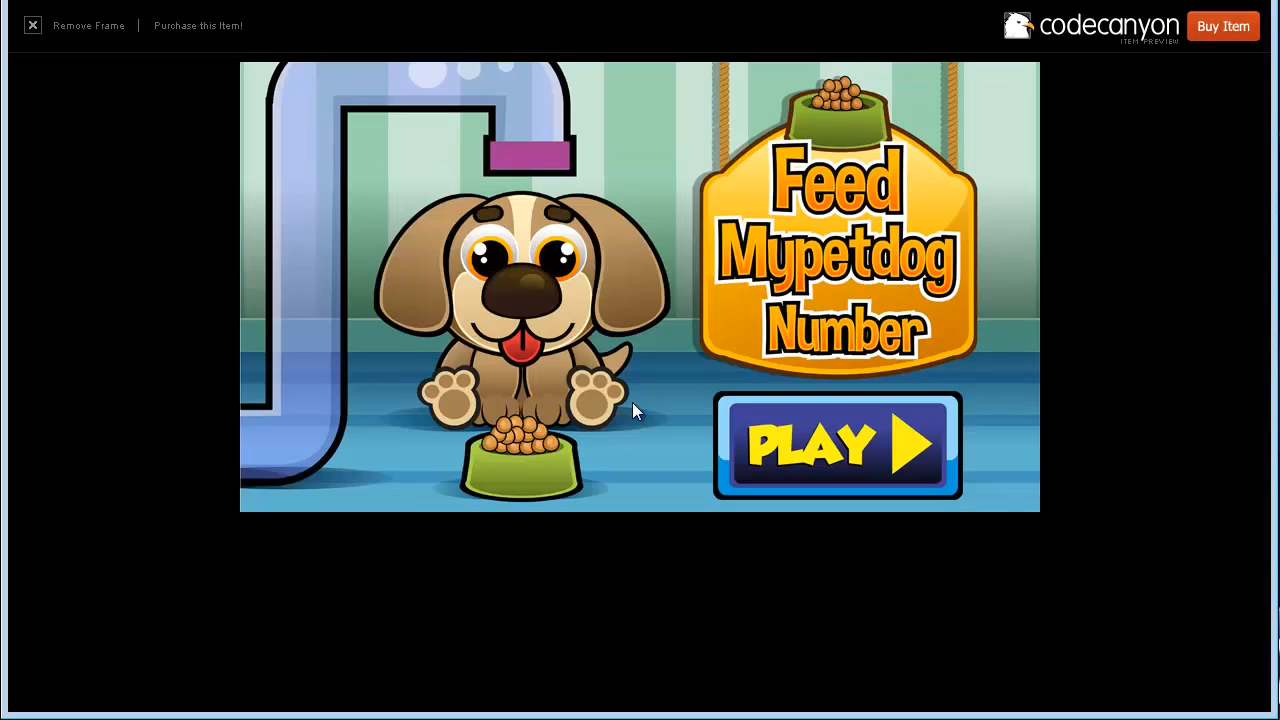 Remove Frame
Purchase this Item!
codecanyon
ITEM PREVIEW
Buy Item
Feed
Mypetdog
Number
PLAY